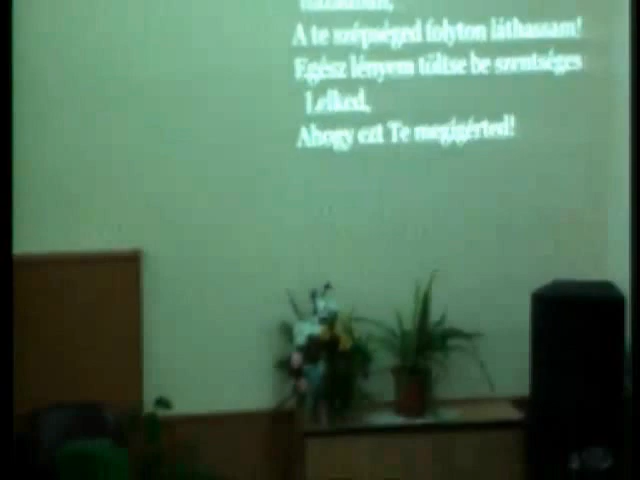 A te szépséged folyton láthassam!
Egész lényem töltse be szentséges
Lelked,
Ahogy ezt Te megígérted!